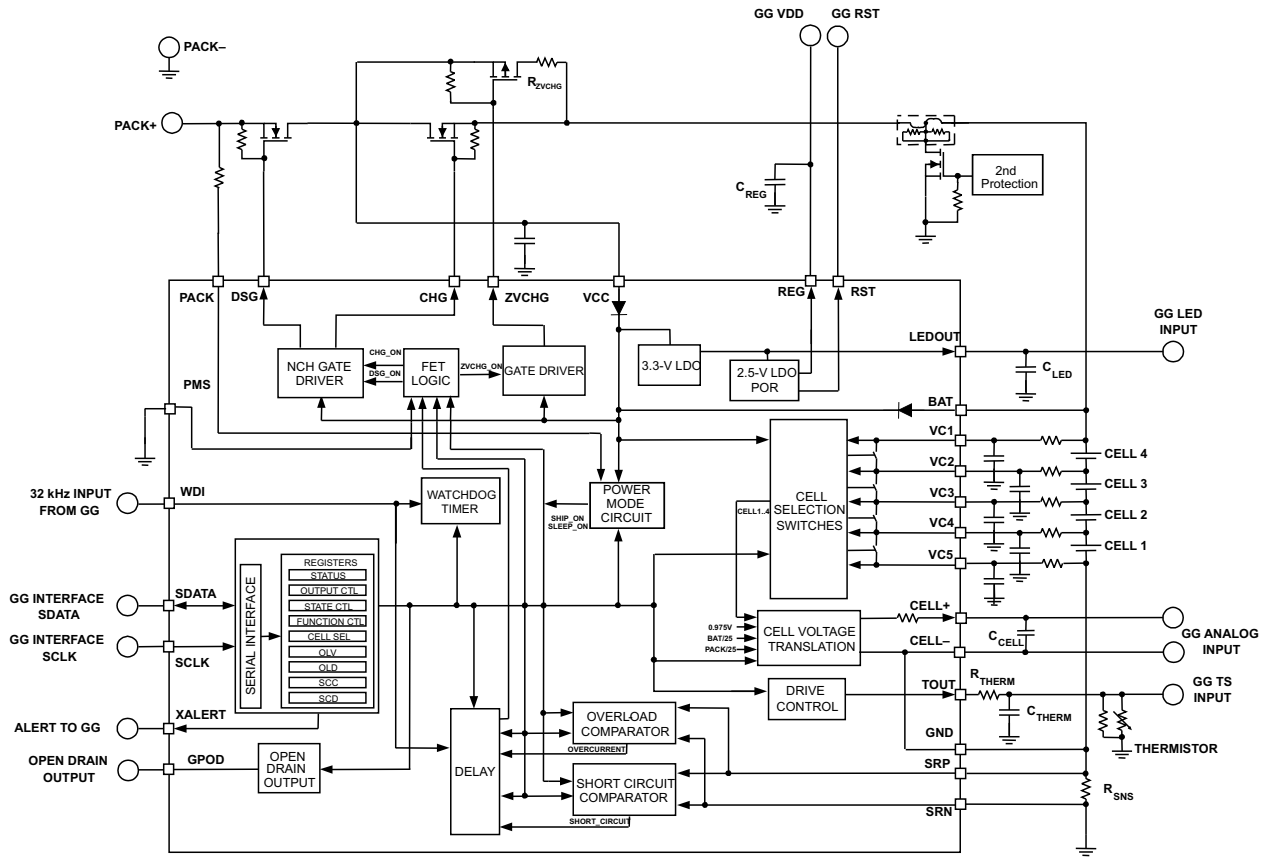 GG VDD
GG RST
PACK–
R ZVCHG
PACK+
C REG
2nd
Protection
PACK
DSG
CHG
ZVCHG
VCC
REG
RST
GG LED
INPUT
LEDOUT
NCH GATE
DRIVER
CHG_ON
DSG_ON
FET
LOGIC
ZVCHG_ON
GATE DRIVER
3.3-V LDO
2.5-V LDO
POR
C LED
PMS
BAT
VC1
CELL 4
VC2
CELL 3
VC3
CELL 2
VC4
CELL 1
VC5
32 kHz INPUT
FROM GG
WDI
WATCHDOG
TIMER
SHIP_ON
SLEEP_ON
POWER
MODE
CIRCUIT
CELL1..4
CELL
SELECTION
SWITCHES
REGISTERS
STATUS
OUTPUT CTL
STATE CTL
FUNCTION CTL
CELL SEL
OLV
OLD
SCC
SCD
SERIAL INTERFACE
GG INTERFACE
SDATA
SDATA
GG INTERFACE
SCLK
SCLK
0.975V
BAT/25
PACK/25
CELL VOLTAGE
TRANSLATION
CELL+
CELL–
C CELL
GG ANALOG
INPUT
TOUT
R THERM
C THERM
GG TS
INPUT
DRIVE
CONTROL
THERMISTOR
ALERT TO GG
XALERT
OPEN DRAIN
OUTPUT
GPOD
OPEN
DRAIN
OUTPUT
DELAY
OVERLOAD
COMPARATOR
OVERCURRENT
SHORT CIRCUIT
COMPARATOR
SHORT_CIRCUIT
GND
SRP
SRN
R SNS